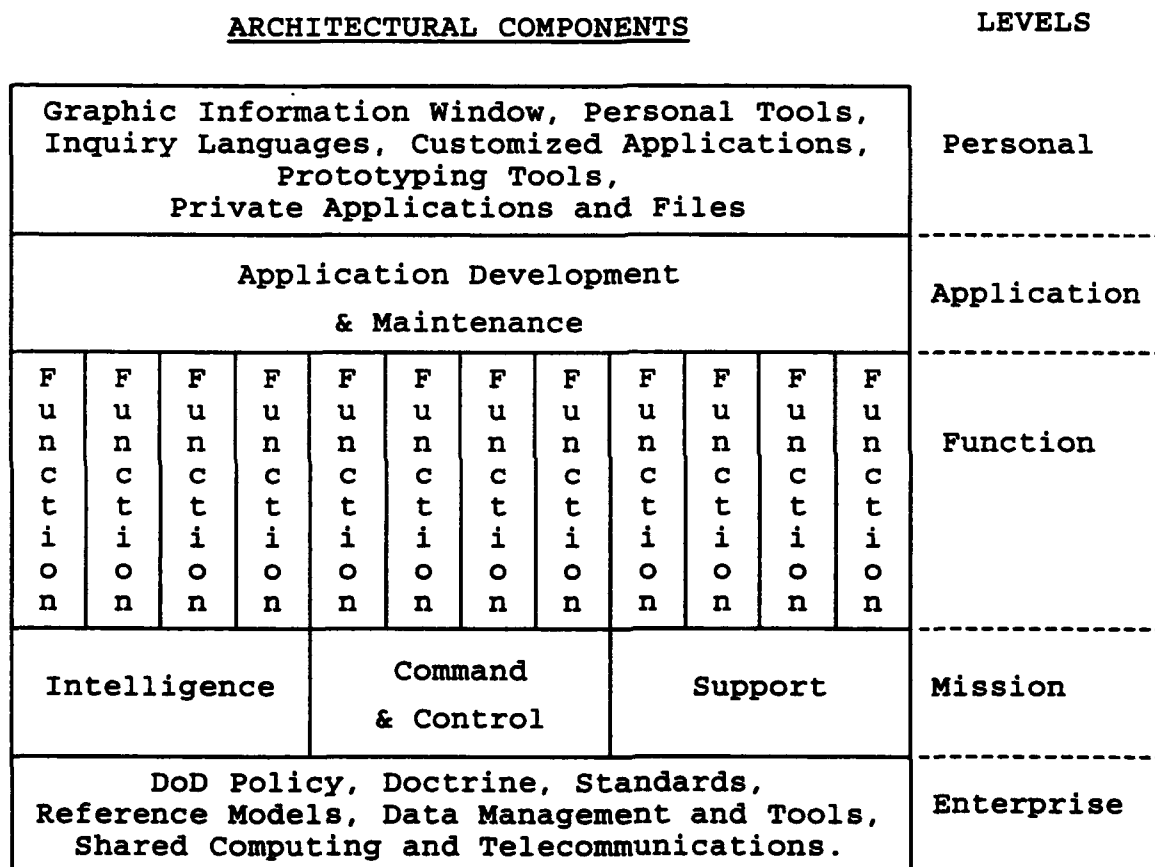 ARCHITECTURAL COMPONENTS
LEVELS
Graphic Information Window, Personal Tools,
Inquiry Languages, Customized Applications,
Prototyping Tools,
Private Applications and Files
Personal
Application Development
& Maintenance
Application
Function
Function
Function
Function
Function
Function
Function
Function
Function
Function
Function
Function
Function
Intelligence
Command
& Control
Support
Mission
DoD Policy, Doctrine, Standards,
Reference Models, Data Management and Tools,
Shared Computing and Telecommunications.
Enterprise